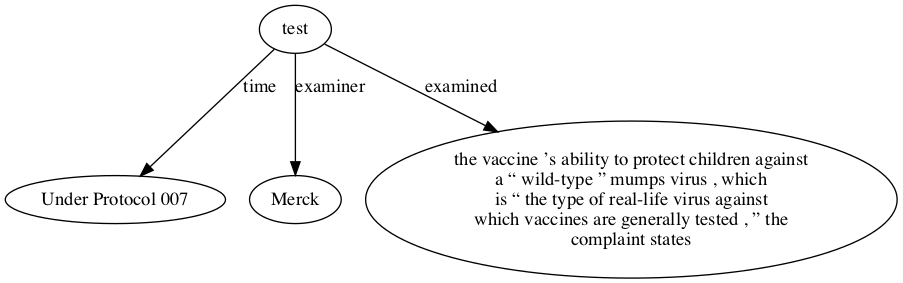 test
time
examiner
examined
Under Protocol 007
Merck
the vaccine ’s ability to protect children against
a “ wild-type ” mumps virus , which
is “ the type of real-life virus against
which vaccines are generally tested , ” the
complaint states